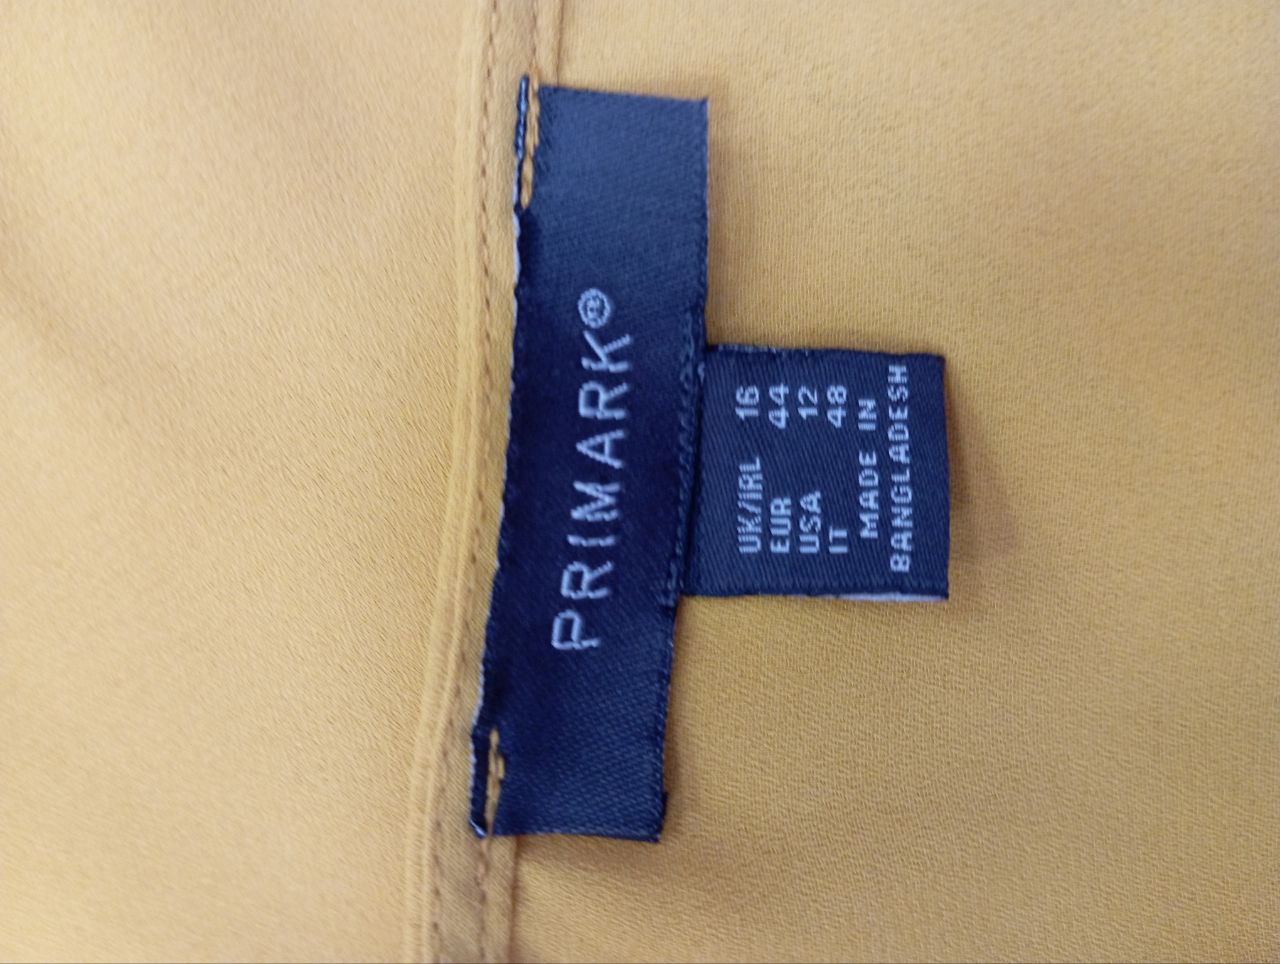 PRIMARK®
UK/IRL 16
EUR 44
USA 12
IT 48
MADE IN
BANGLADESH